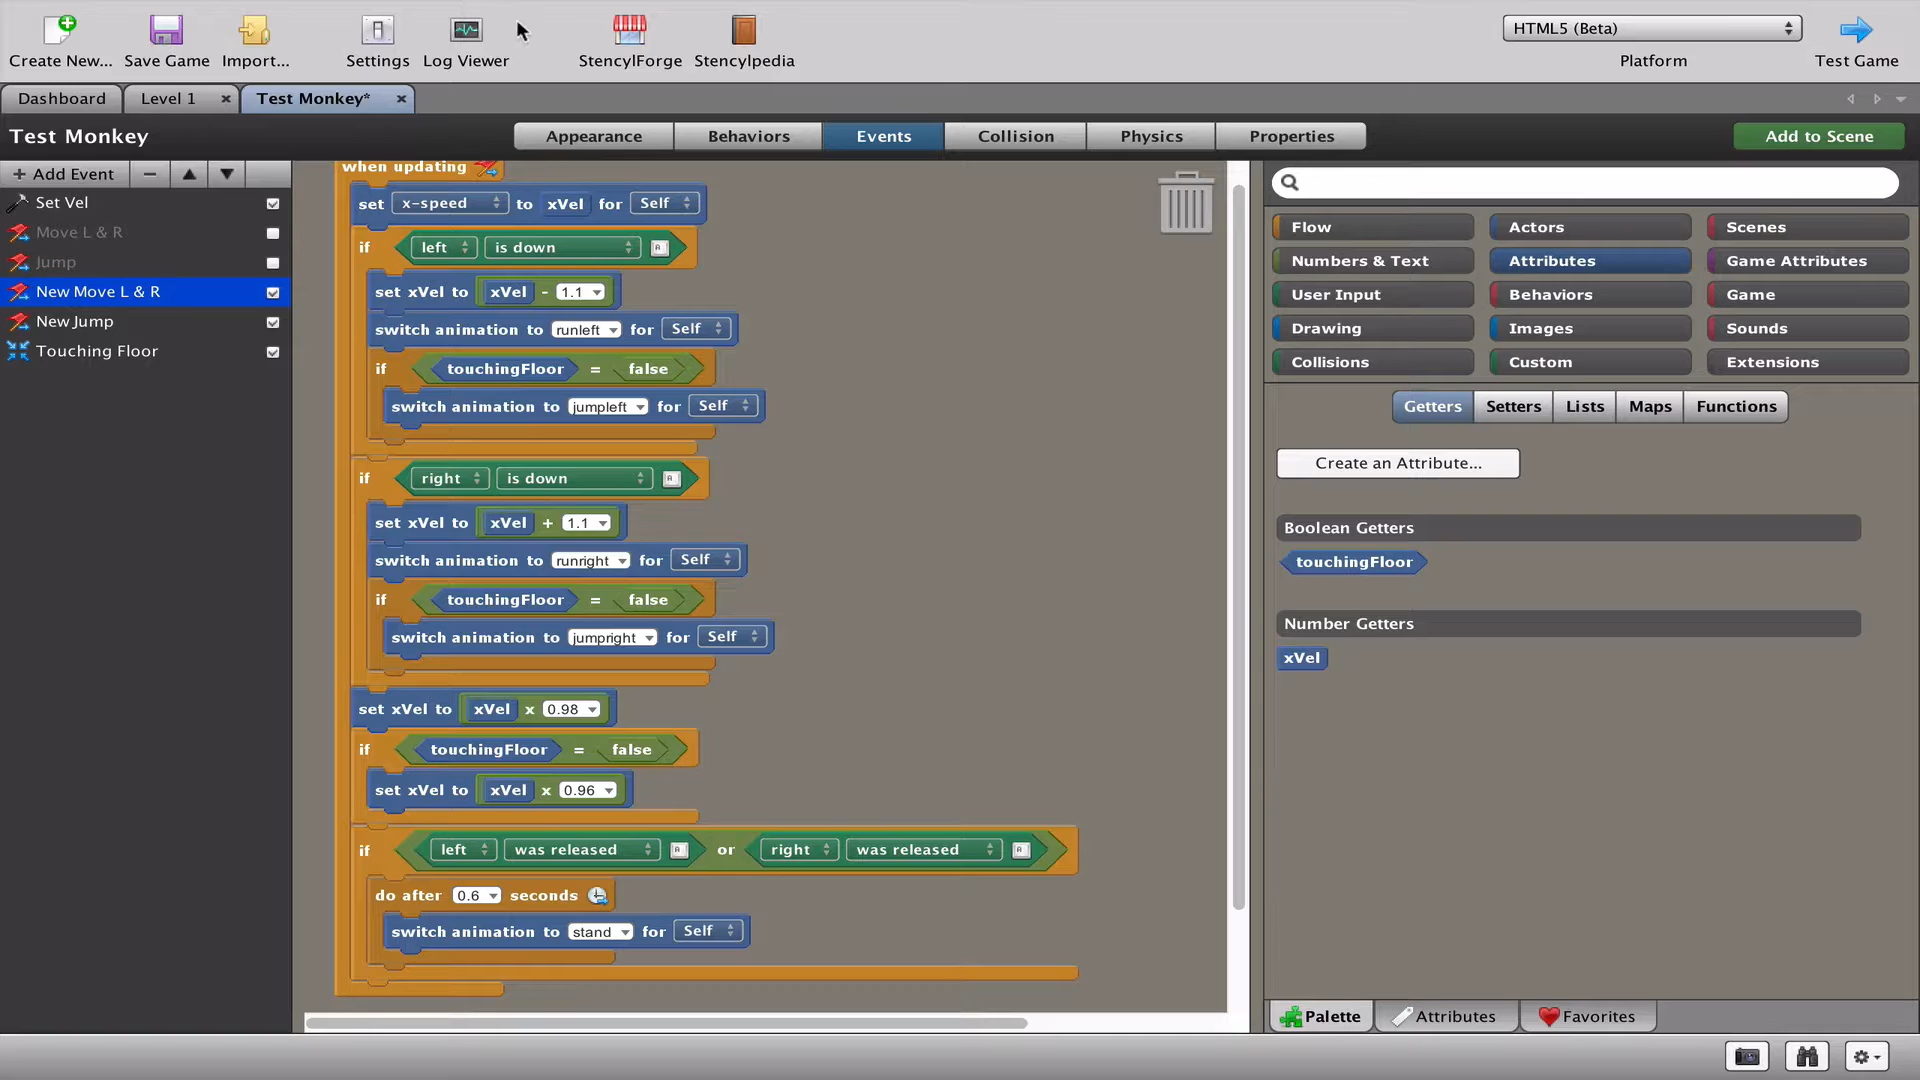 Create New...
Save Game
Import...
Settings
Log Viewer
StencylForge
Stencylpedia
HTML5 (Beta)
Platform
Test Game
Dashboard
Level 1
Test Monkey*
Test Monkey
Appearance
Behaviors
Events
Collision
Physics
Properties
Add to Scene
+ Add Event
Set Vel
Move L & R
Jump
New Move L & R
New Jump
Touching Floor
when updating
set x-speed to xVel for Self
if left is down
set xVel to xVel - 1.1
switch animation to runleft for Self
if touchingFloor = false
switch animation to jumpleft for Self
if right is down
set xVel to xVel + 1.1
switch animation to runright for Self
if touchingFloor = false
switch animation to jumpright for Self
set xVel to xVel x 0.98
if touchingFloor = false
set xVel to xVel x 0.96
if left was released or right was released
do after 0.6 seconds
switch animation to stand for Self
Flow
Actors
Scenes
Numbers & Text
Attributes
Game Attributes
User Input
Behaviors
Game
Drawing
Images
Sounds
Collisions
Custom
Extensions
Getters
Setters
Lists
Maps
Functions
Create an Attribute...
Boolean Getters
touchingFloor
Number Getters
xVel
Palette
Attributes
Favorites